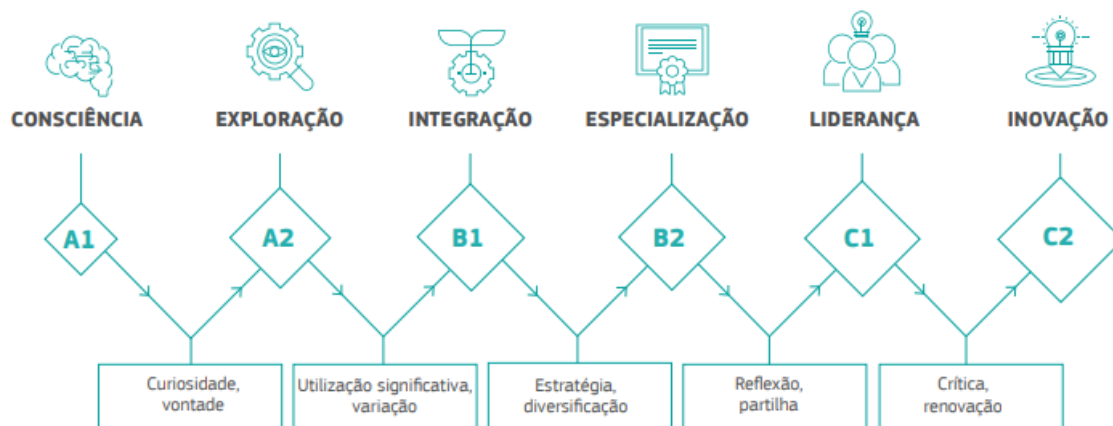 CONSCIÊNCIA
EXPLORAÇÃO
INTEGRAÇÃO
ESPECIALIZAÇÃO
LIDERANÇA
INOVAÇÃO
A1
A2
B1
B2
C1
C2
Curiosidade,
vontade
Utilização significativa,
variação
Estratégia,
diversificação
Reflexão,
partilha
Crítica,
renovação